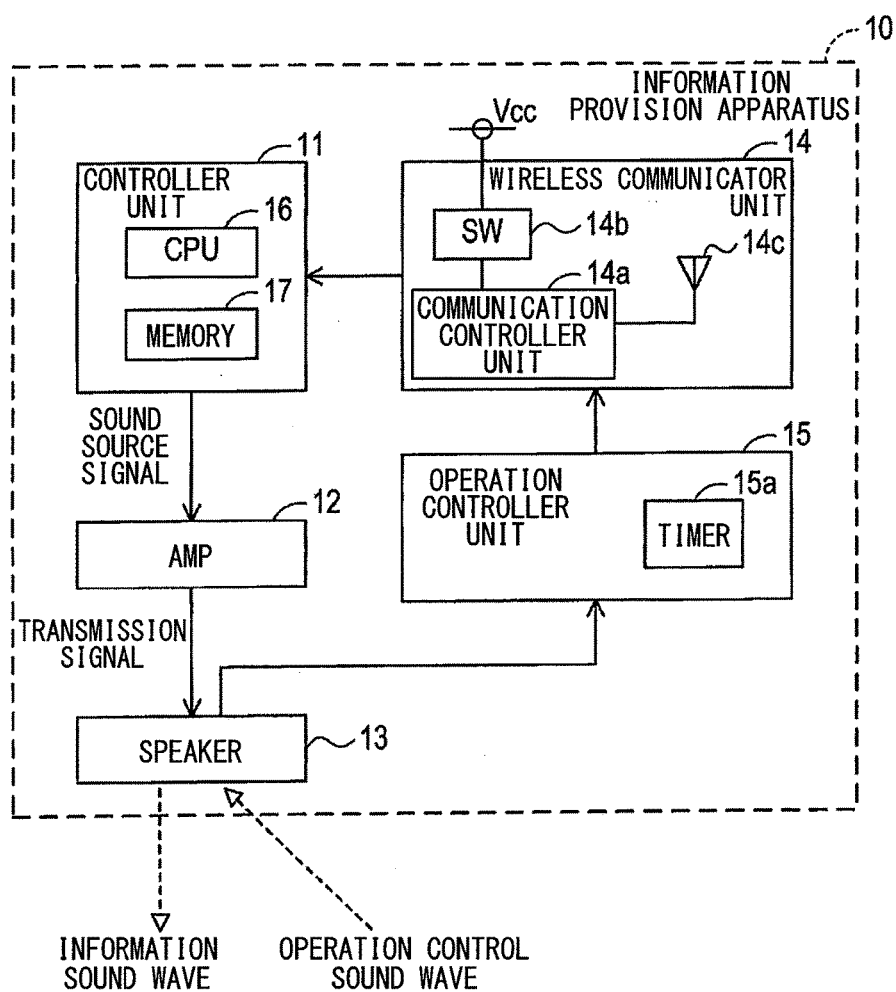 10
INFORMATION
PROVISION APPARATUS
Vcc
11
14
CONTROLLER
UNIT
WIRELESS COMMUNICATOR
UNIT
16
CPU
SW
14b
14c
17
MEMORY
14a
COMMUNICATION
CONTROLLER
UNIT
SOUND
SOURCE
SIGNAL
15
OPERATION
CONTROLLER
UNIT
15a
TIMER
12
AMP
TRANSMISSION
SIGNAL
SPEAKER
13
INFORMATION
SOUND WAVE
OPERATION CONTROL
SOUND WAVE